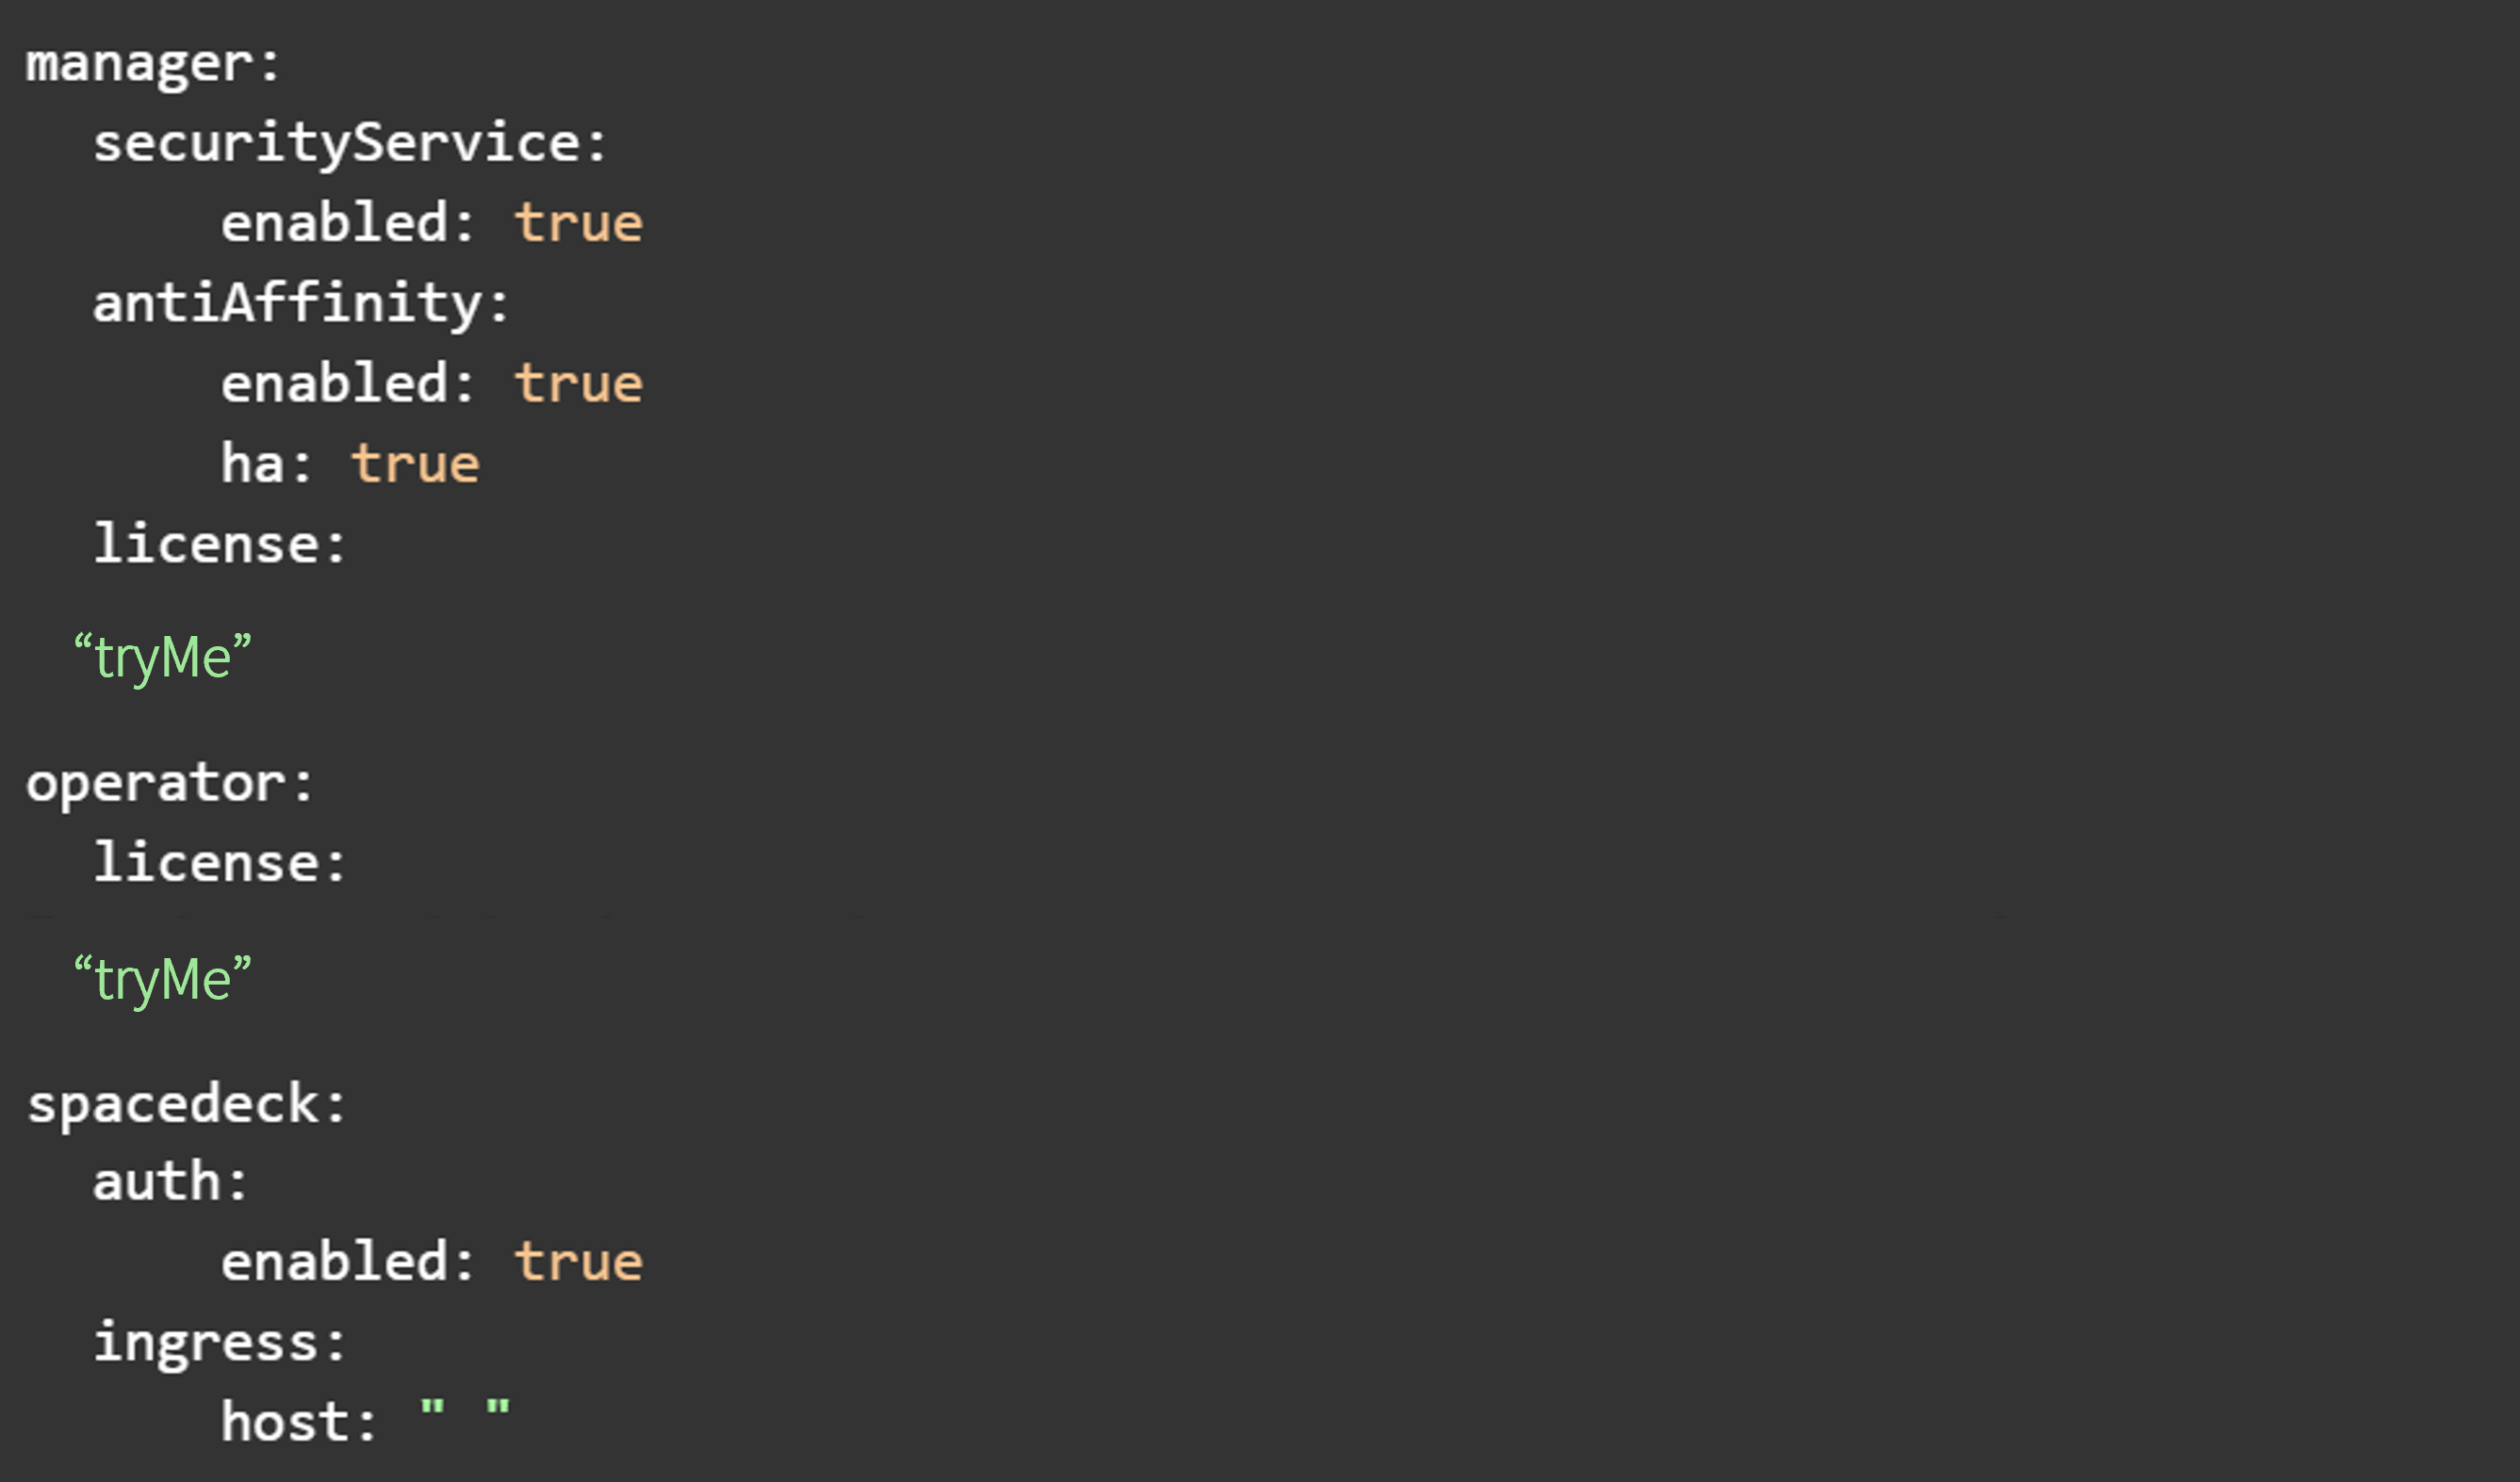 manager:
  securityService:
      enabled: true
  antiAffinity:
      enabled: true
      ha: true
  license:
 “tryMe”
operator:
  license:
 “tryMe”
spacedeck:
  auth:
      enabled: true
  ingress:
      host: " "